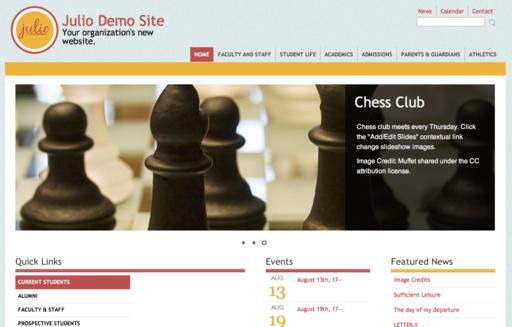 News
Calendar
Contact
julio
Julio Demo Site
Your organization's new
website.
HOME
FACULTY AND STAFF
STUDENT LIFE
ACADEMICS
ADMISSIONS
PARENTS & GUARDIANS
ATHLETICS
Chess Club
Chess club meets every Thursday. Click
the "Add/Edit Slides" contextual link
change slideshow images.
Image Credit: Muffet shared under the CC
attribution license.
Quick Links
CURRENT STUDENTS
ALUMNI
FACULTY & STAFF
PROSPECTIVE STUDENTS
Events
AUG
13
August 13th, 17--
AUG
19
August 19th, 17--
Featured News
Image Credits
Sufficient Leisure
The day of my departure
LETTER II